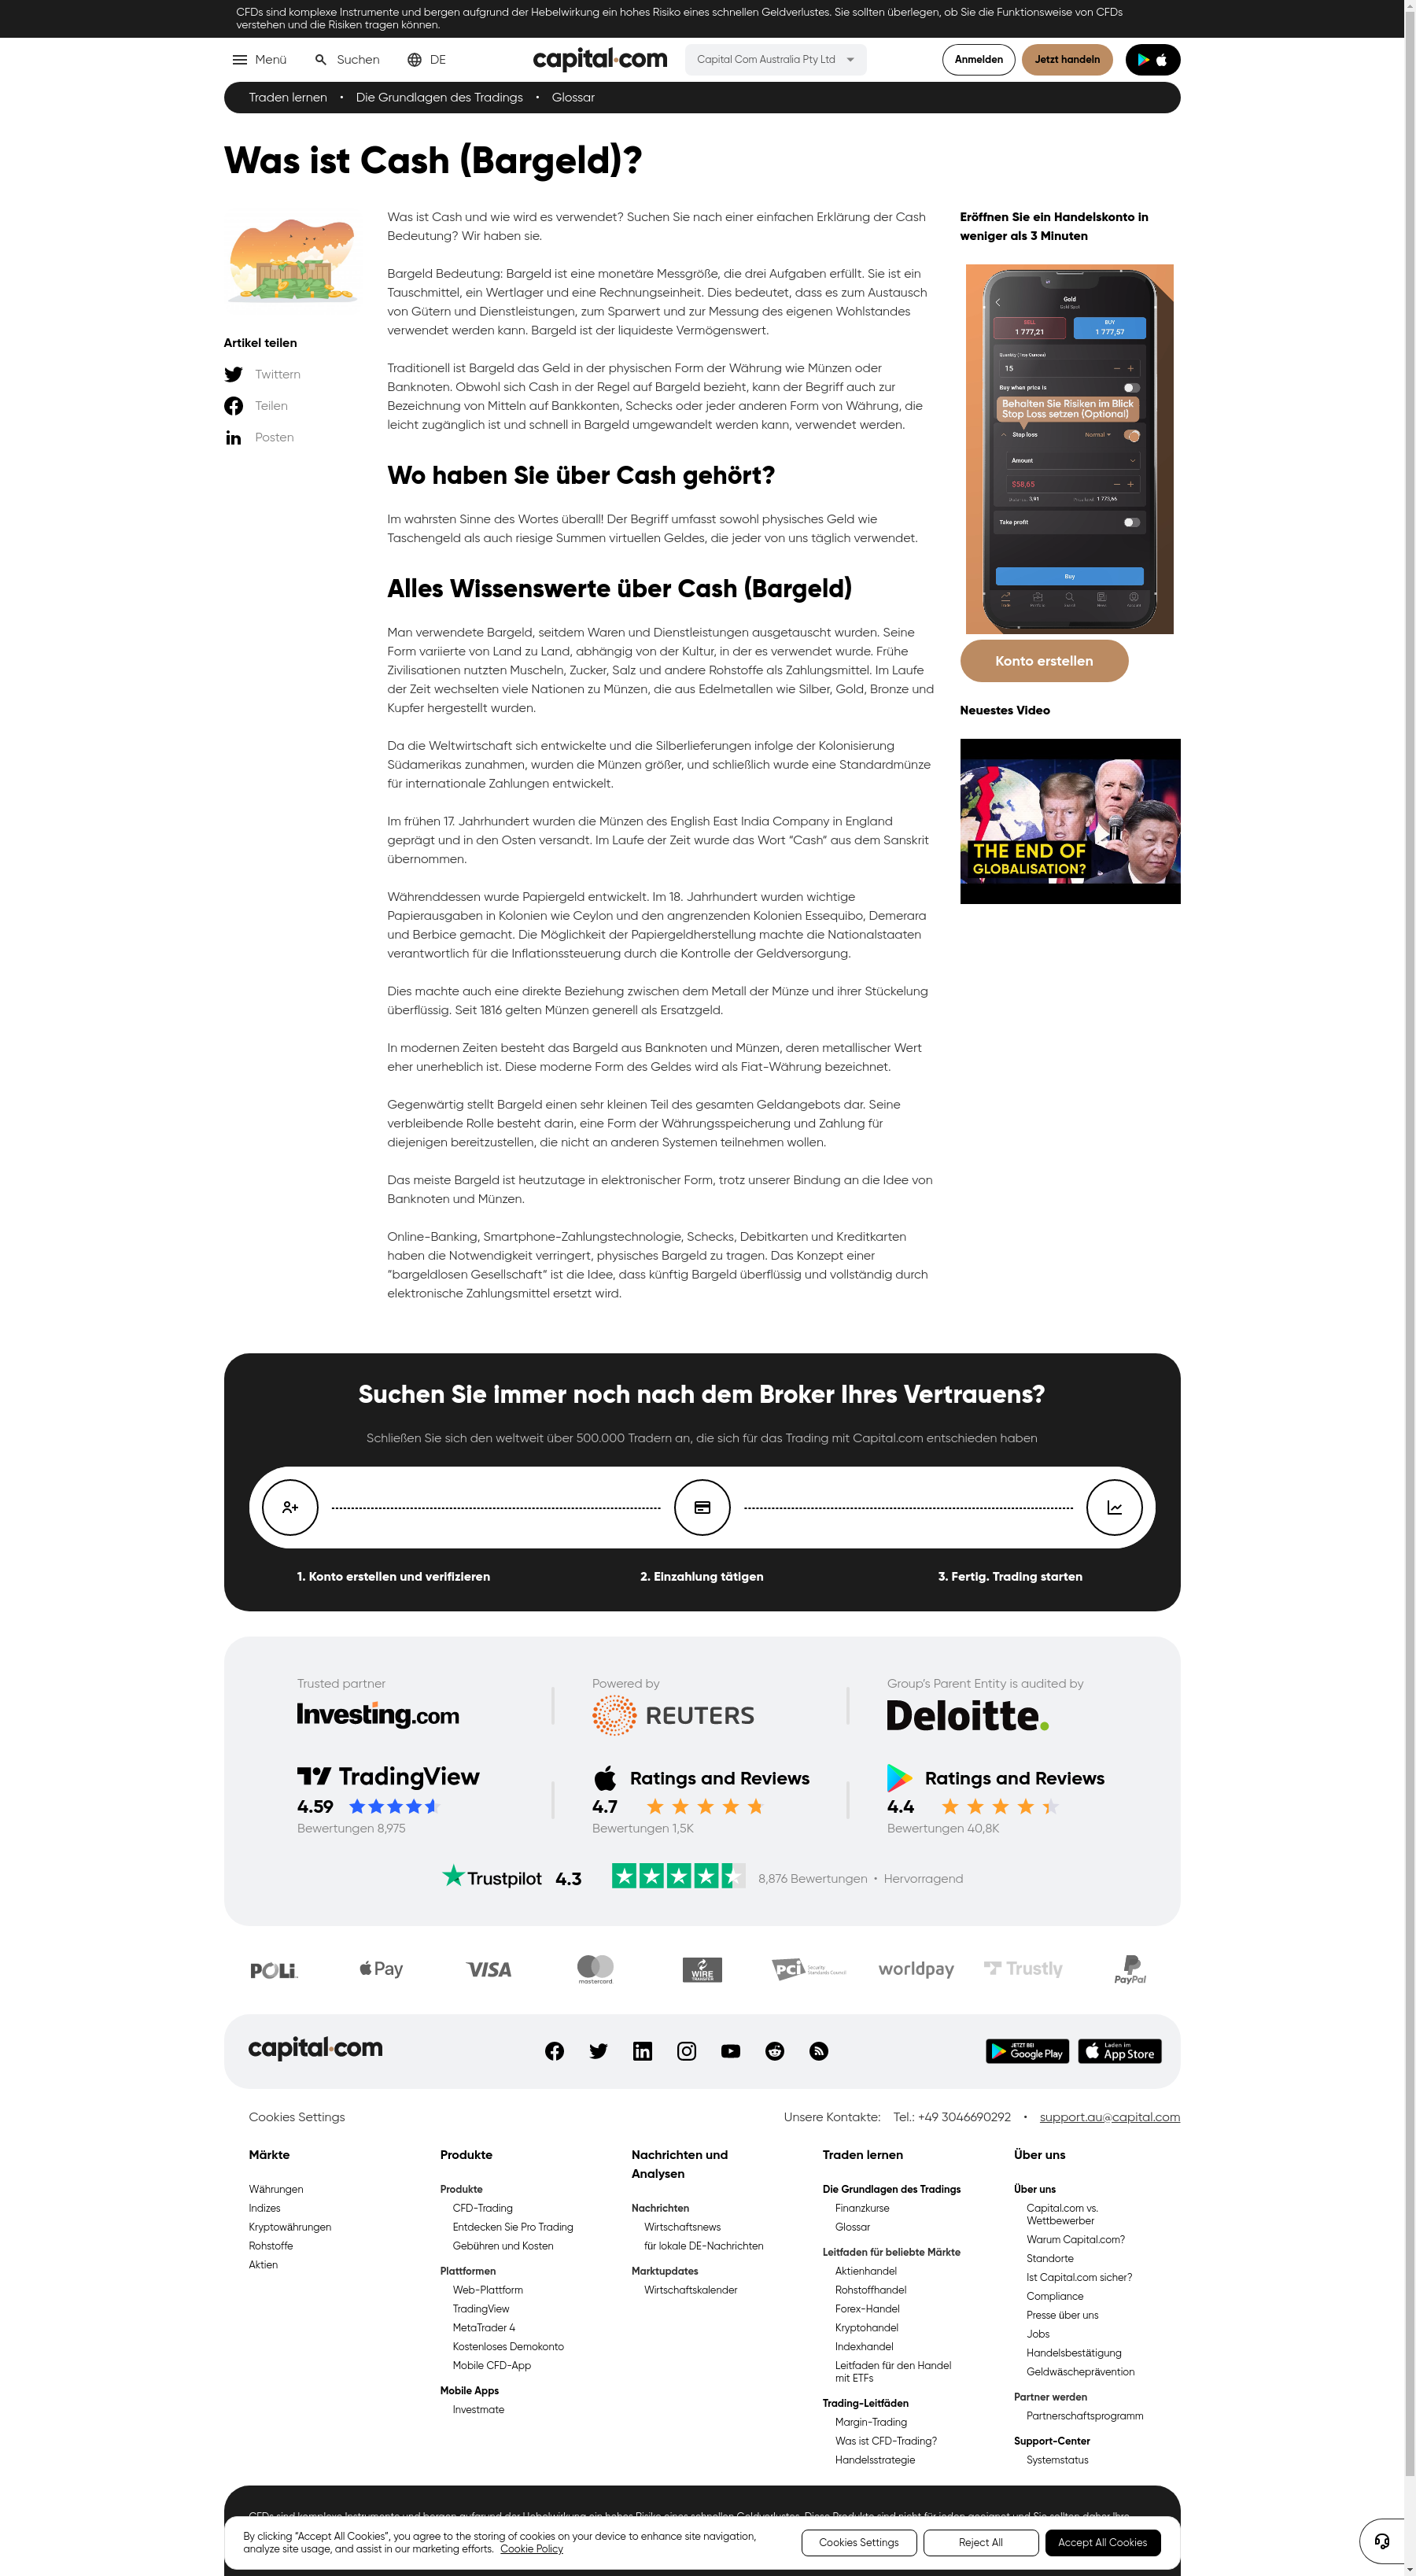 CFDs sind komplexe Instrumente und bergen aufgrund der Hebelwirkung ein hohes Risiko eines schnellen Geldverlustes. Sie sollten überlegen, ob Sie die Funktionsweise von CFDs
verstehen und die Risiken tragen können.
Menü
Suchen
DE
capital.com
Capital Com Australia Pty Ltd
Anmelden
Jetzt handeln
Traden lernen • Die Grundlagen des Tradings • Glossar
Was ist Cash (Bargeld)?
Artikel teilen
Twittern
Teilen
Posten
Was ist Cash und wie wird es verwendet? Suchen Sie nach einer einfachen Erklärung der Cash
Bedeutung? Wir haben sie.
Bargeld Bedeutung: Bargeld ist eine monetäre Messgröße, die drei Aufgaben erfüllt. Sie ist ein
Tauschmittel, ein Wertlager und eine Rechnungseinheit. Dies bedeutet, dass es zum Austausch
von Gütern und Dienstleistungen, zum Sparwert und zur Messung des eigenen Wohlstandes
verwendet werden kann. Bargeld ist der liquideste Vermögenswert.
Traditionell ist Bargeld das Geld in der physischen Form der Währung wie Münzen oder
Banknoten. Obwohl sich Cash in der Regel auf Bargeld bezieht, kann der Begriff auch zur
Bezeichnung von Mitteln auf Bankkonten, Schecks oder jeder anderen Form von Währung, die
leicht zugänglich ist und schnell in Bargeld umgewandelt werden kann, verwendet werden.
Wo haben Sie über Cash gehört?
Im wahrsten Sinne des Wortes überall! Der Begriff umfasst sowohl physisches Geld wie
Taschengeld als auch riesige Summen virtuellen Geldes, die jeder von uns täglich verwendet.
Alles Wissenswerte über Cash (Bargeld)
Man verwendete Bargeld, seitdem Waren und Dienstleistungen ausgetauscht wurden. Seine
Form variierte von Land zu Land, abhängig von der Kultur, in der es verwendet wurde. Frühe
Zivilisationen nutzten Muscheln, Zucker, Salz und andere Rohstoffe als Zahlungsmittel. Im Laufe
der Zeit wechselten viele Nationen zu Münzen, die aus Edelmetallen wie Silber, Gold, Bronze und
Kupfer hergestellt wurden.
Da die Weltwirtschaft sich entwickelte und die Silberlieferungen infolge der Kolonisierung
Südamerikas zunahmen, wurden die Münzen größer, und schließlich wurde eine Standardmünze
für internationale Zahlungen entwickelt.
Im frühen 17. Jahrhundert wurden die Münzen des English East India Company in England
geprägt und in den Osten versandt. Im Laufe der Zeit wurde das Wort “Cash” aus dem Sanskrit
übernommen.
Währenddessen wurde Papiergeld entwickelt. Im 18. Jahrhundert wurden wichtige
Papierausgaben in Kolonien wie Ceylon und den angrenzenden Kolonien Essequibo, Demerara
und Berbice gemacht. Die Möglichkeit der Papiergeldherstellung machte die Nationalstaaten
verantwortlich für die Inflationssteuerung durch die Kontrolle der Geldversorgung.
Dies machte auch eine direkte Beziehung zwischen dem Metall der Münze und ihrer Stückelung
überflüssig. Seit 1816 gelten Münzen generell als Ersatzgeld.
In modernen Zeiten besteht das Bargeld aus Banknoten und Münzen, deren metallischer Wert
eher unerheblich ist. Diese moderne Form des Geldes wird als Fiat-Währung bezeichnet.
Gegenwärtig stellt Bargeld einen sehr kleinen Teil des gesamten Geldangebots dar. Seine
verbleibende Rolle besteht darin, eine Form der Währungsspeicherung und Zahlung für
diejenigen bereitzustellen, die nicht an anderen Systemen teilnehmen wollen.
Das meiste Bargeld ist heutzutage in elektronischer Form, trotz unserer Bindung an die Idee von
Banknoten und Münzen.
Online-Banking, Smartphone-Zahlungstechnologie, Schecks, Debitkarten und Kreditkarten
haben die Notwendigkeit verringert, physisches Bargeld zu tragen. Das Konzept einer
“bargeldlosen Gesellschaft” ist die Idee, dass künftig Bargeld überflüssig und vollständig durch
elektronische Zahlungsmittel ersetzt wird.
Eröffnen Sie ein Handelskonto in
weniger als 3 Minuten
Gold
SELL
1 777,21
BUY
1 777,57
15
Buy when price is
Behalten Sie Risiken im Blick
Stop Loss setzen (Optional)
Stop loss
Normal
Amount
$58,65
3,91
1 773,66
Take profit
Buy
Konto erstellen
Neuestes Video
THE END OF
GLOBALISATION?
Suchen Sie immer noch nach dem Broker Ihres Vertrauens?
Schließen Sie sich den weltweit über 500.000 Tradern an, die sich für das Trading mit Capital.com entschieden haben
1. Konto erstellen und verifizieren
2. Einzahlung tätigen
3. Fertig. Trading starten
Trusted partner
Investing.com
Powered by
REUTERS
Group's Parent Entity is audited by
Deloitte.
TradingView
4.59
Bewertungen 8,975
Ratings and Reviews
4.7
Bewertungen 1,5K
Ratings and Reviews
4.4
Bewertungen 40,8K
Trustpilot 4.3
8,876 Bewertungen • Hervorragend
POLi
Pay
VISA
mastercard
WIRE
TRANSFER
PCI Security
Standards Council
worldpay
Trustly
PayPal
capital.com
JETZT BEI
Google Play
Laden im
App Store
Cookies Settings
Unsere Kontakte: Tel.: +49 3046690292 • support.au@capital.com
Märkte
Währungen
Indizes
Kryptowährungen
Rohstoffe
Aktien
Produkte
Produkte
CFD-Trading
Entdecken Sie Pro Trading
Gebühren und Kosten
Plattformen
Web-Plattform
TradingView
MetaTrader 4
Kostenloses Demokonto
Mobile CFD-App
Mobile Apps
Investmate
Nachrichten und
Analysen
Nachrichten
Wirtschaftsnews
für lokale DE-Nachrichten
Marktupdates
Wirtschaftskalender
Traden lernen
Die Grundlagen des Tradings
Finanzkurse
Glossar
Leitfaden für beliebte Märkte
Aktienhandel
Rohstoffhandel
Forex-Handel
Kryptohandel
Indexhandel
Leitfaden für den Handel
mit ETFs
Trading-Leitfäden
Margin-Trading
Was ist CFD-Trading?
Handelsstrategie
Über uns
Über uns
Capital.com vs.
Wettbewerber
Warum Capital.com?
Standorte
Ist Capital.com sicher?
Compliance
Presse über uns
Jobs
Handelsbestätigung
Geldwäscheprävention
Partner werden
Partnerschaftsprogramm
Support-Center
Systemstatus
By clicking “Accept All Cookies”, you agree to the storing of cookies on your device to enhance site navigation,
analyze site usage, and assist in our marketing efforts. Cookie Policy
Cookies Settings
Reject All
Accept All Cookies